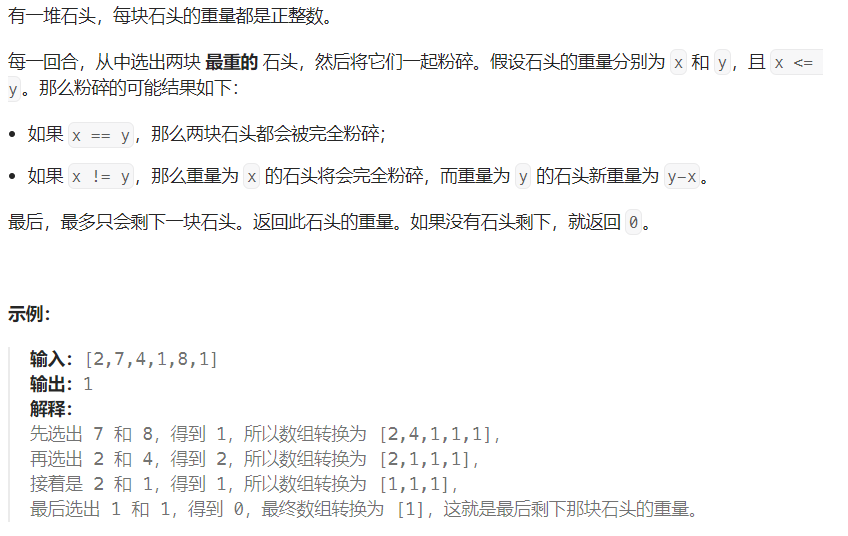 有一堆石头，每块石头的重量都是正整数。
每一回合，从中选出两块 最重的 石头，然后将它们一起粉碎。假设石头的重量分别为 x 和 y，且 x <=
y。那么粉碎的可能结果如下：
• 如果 x == y，那么两块石头都会被完全粉碎；
• 如果 x != y，那么重量为 x 的石头将会完全粉碎，而重量为 y 的石头新重量为 y-x。
最后，最多只会剩下一块石头。返回此石头的重量。如果没有石头剩下，就返回 0。
示例：
输入：[2,7,4,1,8,1]
输出：1
解释：
先选出 7 和 8，得到 1，所以数组转换为 [2,4,1,1,1]，
再选出 2 和 4，得到 2，所以数组转换为 [2,1,1,1]，
接着是 2 和 1，得到 1，所以数组转换为 [1,1,1]，
最后选出 1 和 1，得到 0，最终数组转换为 [1]，这就是最后剩下那块石头的重量。